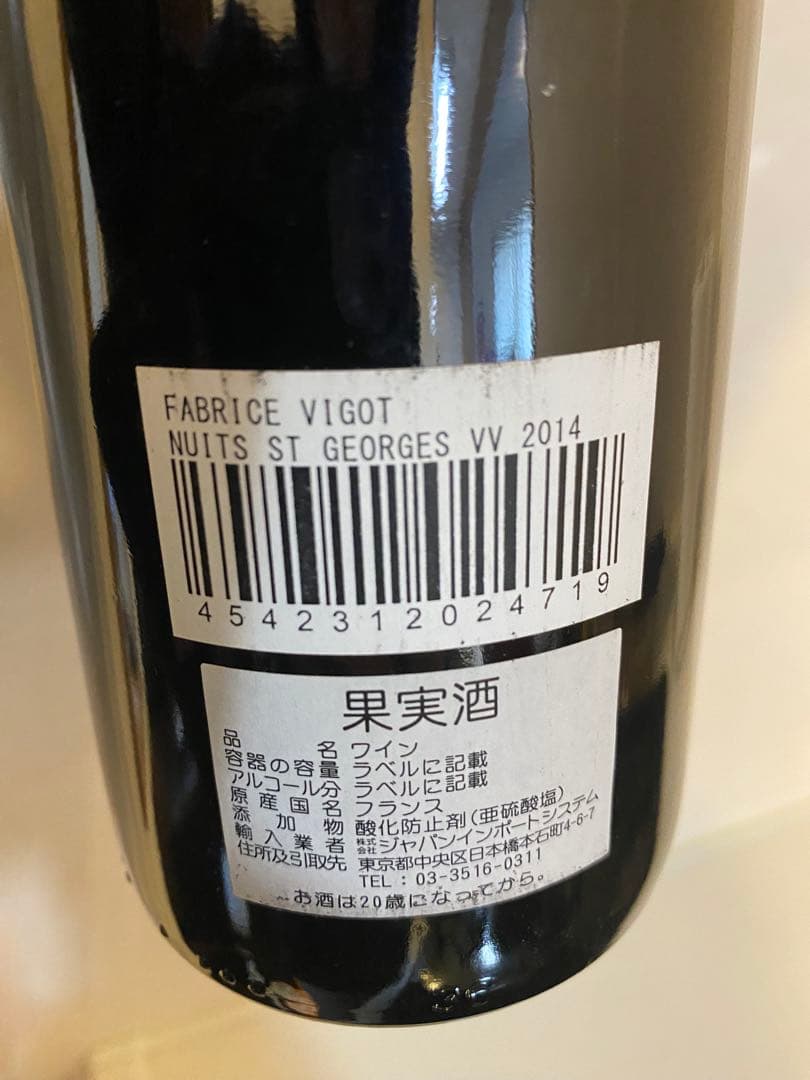 FABRICE VIGOT
NUITS ST GEORGES VV 2014
4542312024719
果実酒
品名 ワイン
容器の容量 ラベルに記載
アルコール分 ラベルに記載
原産国名 フランス
添加物 酸化防止剤(亜硫酸塩)
輸入業者 株式会社ジャパンインポートシステム
住所及引取先 東京都中央区日本橋本石町4-6-7
TEL:03-3516-0311
お酒は20歳になってから。